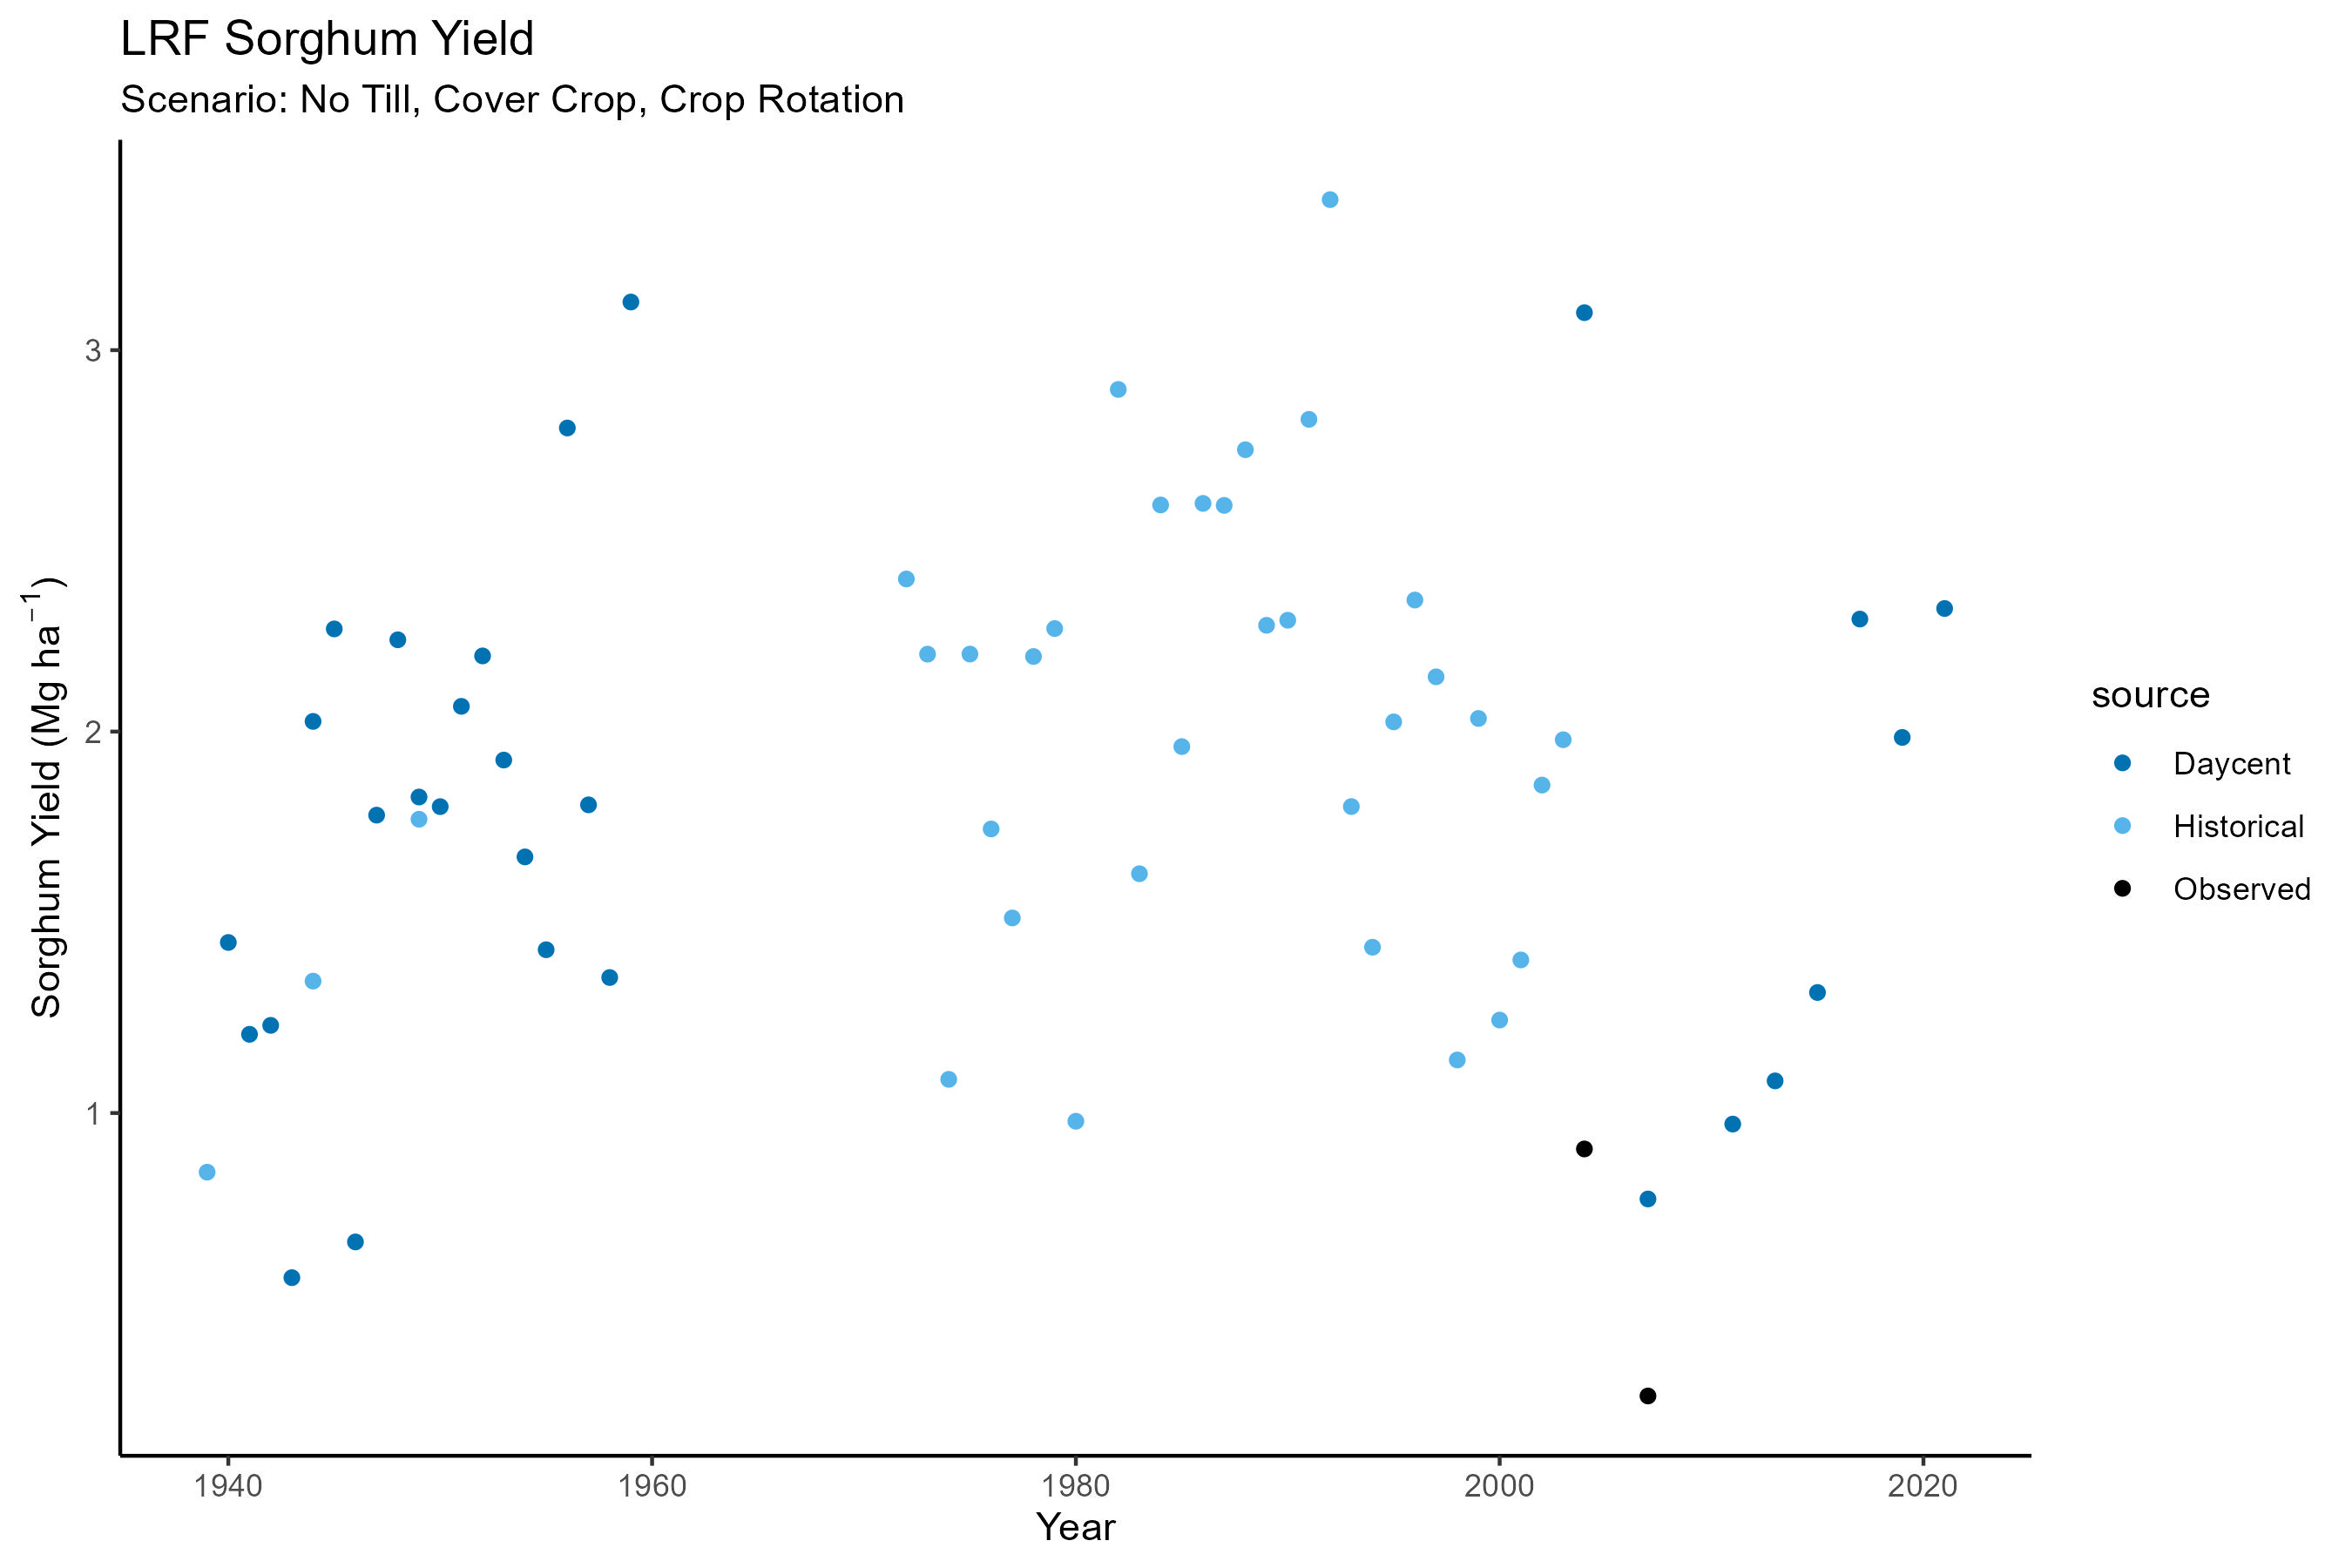 LRF Sorghum Yield
Scenario: No Till, Cover Crop, Crop Rotation
Sorghum Yield (Mg ha⁻¹)
3
2
1
1940
1960
1980
2000
2020
Year
source
Daycent
Historical
Observed